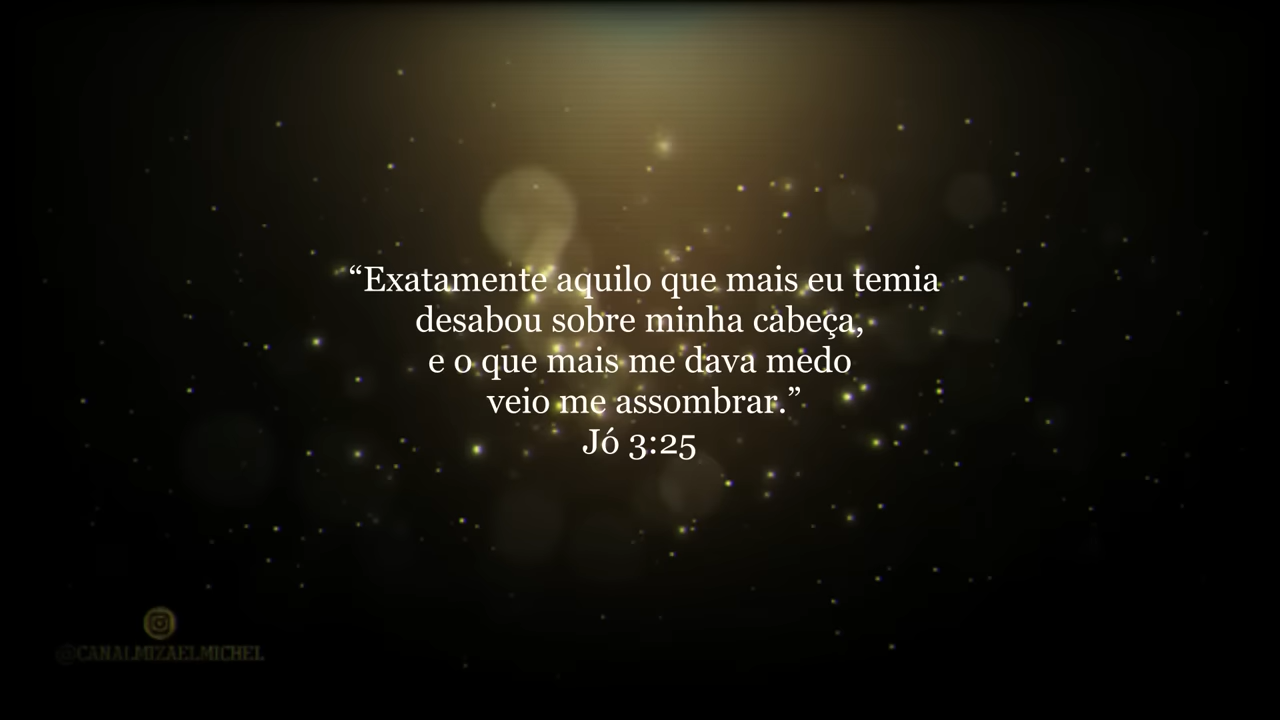 “Exatamente aquilo que mais eu temia
desabou sobre minha cabeça,
e o que mais me dava medo
veio me assombrar.”
Jó 3:25
@CANALMIZAELMICHEL